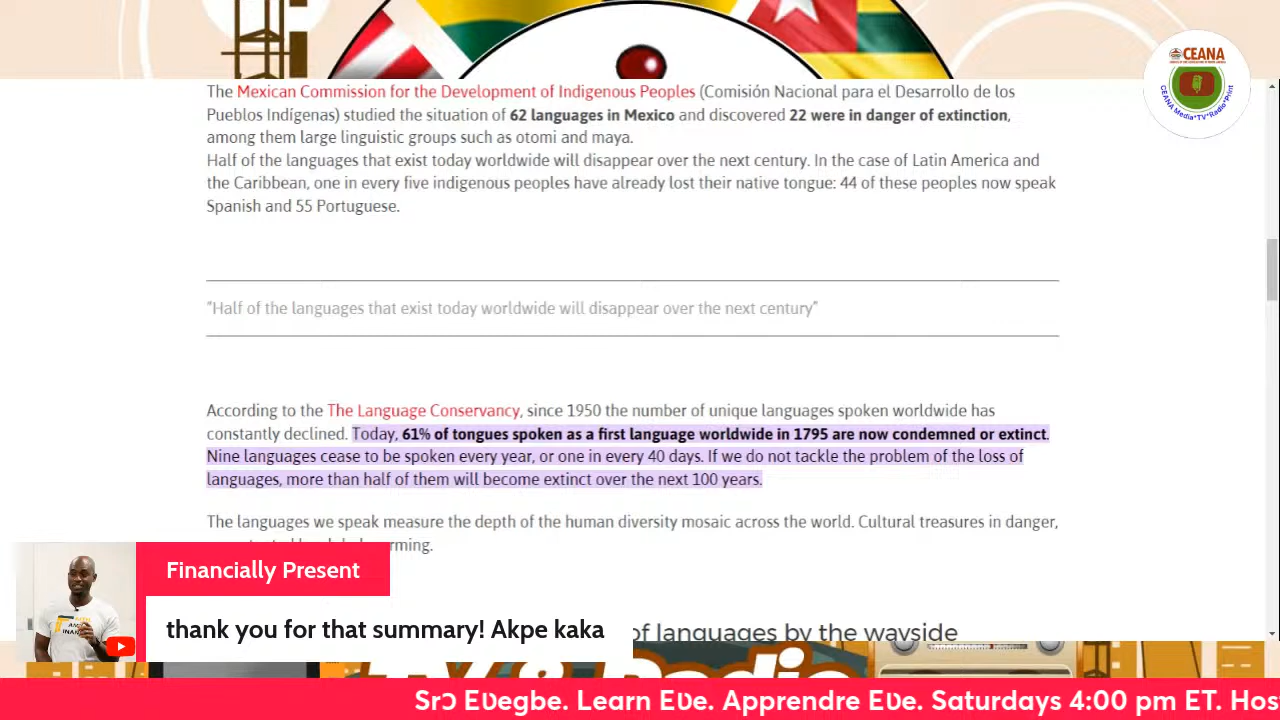 CEANA
CEANA Media*TV*Radio*Print
The Mexican Commission for the Development of Indigenous Peoples (Comisión Nacional para el Desarrollo de los
Pueblos Indígenas) studied the situation of 62 languages in Mexico and discovered 22 were in danger of extinction,
among them large linguistic groups such as otomi and maya.
Half of the languages that exist today worldwide will disappear over the next century. In the case of Latin America and
the Caribbean, one in every five indigenous peoples have already lost their native tongue: 44 of these peoples now speak
Spanish and 55 Portuguese.
"Half of the languages that exist today worldwide will disappear over the next century"
According to the The Language Conservancy, since 1950 the number of unique languages spoken worldwide has
constantly declined. Today, 61% of tongues spoken as a first language worldwide in 1795 are now condemned or extinct.
Nine languages cease to be spoken every year, or one in every 40 days. If we do not tackle the problem of the loss of
languages, more than half of them will become extinct over the next 100 years.
The languages we speak measure the depth of the human diversity mosaic across the world. Cultural treasures in danger,
Financially Present
thank you for that summary! Akpe kaka
of languages by the wayside
TV & Radio
Srɔ Eʋegbe. Learn Eʋe. Apprendre Eʋe. Saturdays 4:00 pm ET. Hos